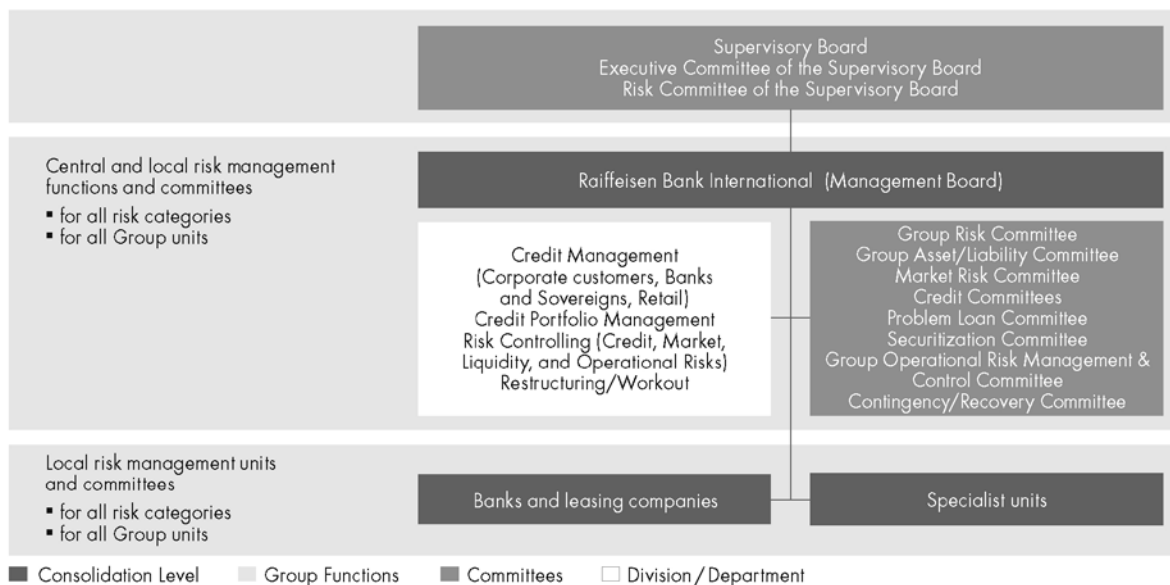 Supervisory Board
Executive Committee of the Supervisory Board
Risk Committee of the Supervisory Board
Central and local risk management
functions and committees
▪ for all risk categories
▪ for all Group units
Raiffeisen Bank International (Management Board)
Credit Management
(Corporate customers, Banks
and Sovereigns, Retail)
Credit Portfolio Management
Risk Controlling (Credit, Market,
Liquidity, and Operational Risks)
Restructuring/Workout
Group Risk Committee
Group Asset/Liability Committee
Market Risk Committee
Credit Committees
Problem Loan Committee
Securitization Committee
Group Operational Risk Management &
Control Committee
Contingency/Recovery Committee
Local risk management units
and committees
▪ for all risk categories
▪ for all Group units
Banks and leasing companies
Specialist units
Consolidation Level
Group Functions
Committees
Division/Department